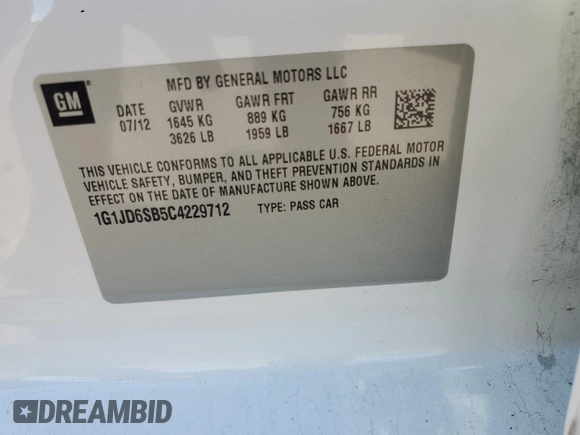 GM
MFD BY GENERAL MOTORS LLC
DATE GVWR GAWR FRT GAWR RR
07/12 1645 KG 889 KG 756 KG
3626 LB 1959 LB 1667 LB
THIS VEHICLE CONFORMS TO ALL APPLICABLE U.S. FEDERAL MOTOR
VEHICLE SAFETY, BUMPER, AND THEFT PREVENTION STANDARDS IN
EFFECT ON THE DATE OF MANUFACTURE SHOWN ABOVE.
1G1JD6SB5C4229712 TYPE: PASS CAR
DREAMBID